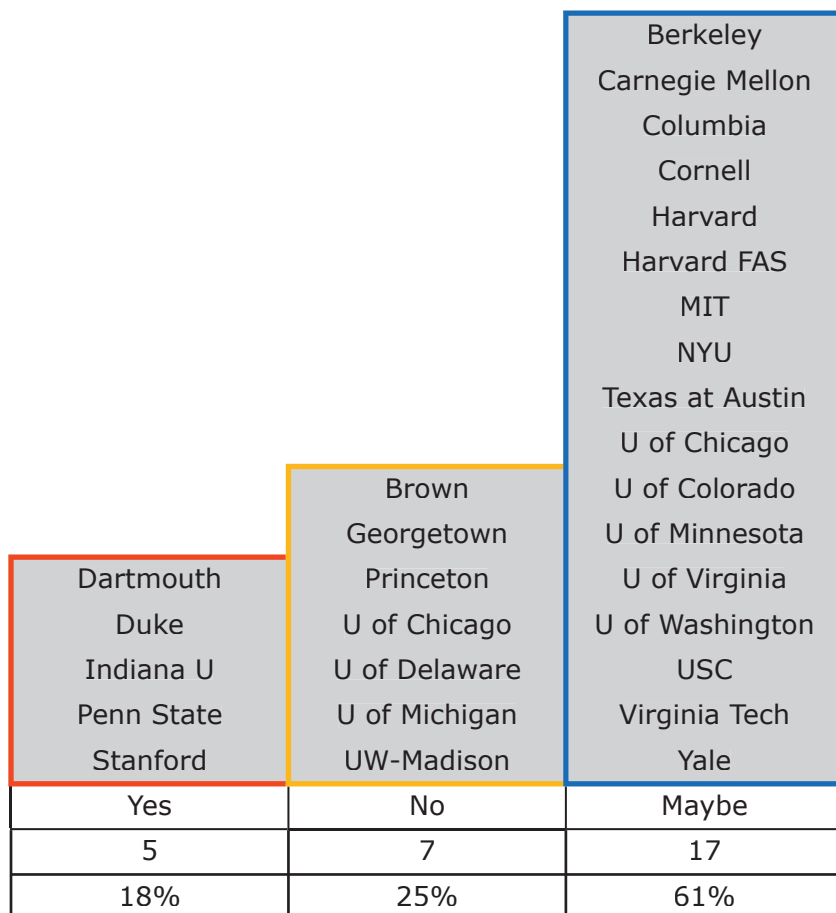 Berkeley
Carnegie Mellon
Columbia
Cornell
Harvard
Harvard FAS
MIT
NYU
Texas at Austin
U of Chicago
U of Colorado
U of Minnesota
U of Virginia
U of Washington
USC
Virginia Tech
Yale
Brown
Georgetown
Princeton
U of Chicago
U of Delaware
U of Michigan
UW-Madison
Dartmouth
Duke
Indiana U
Penn State
Stanford
Yes No Maybe
5 7 17
18% 25% 61%